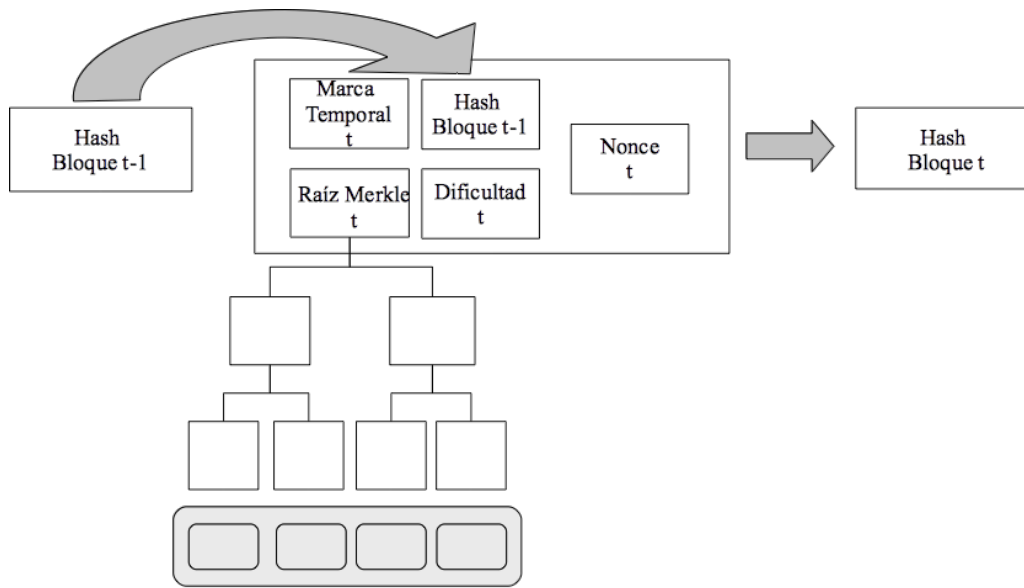 Hash
Bloque t-1
Marca
Temporal
t
Hash
Bloque t-1
Raíz Merkle
t
Dificultad
t
Nonce
t
Hash
Bloque t